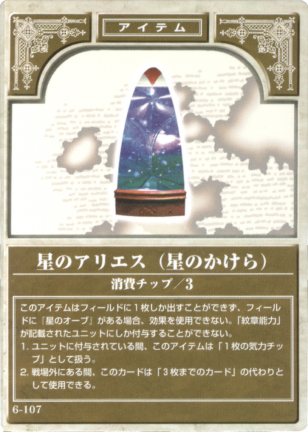 アイテム
星のアリエス（星のかけら）
消費チップ／3
このアイテムはフィールドに1枚しか出すことができず、フィール
ドに『星のオーブ』がある場合、効果を使用できない。「紋章能力」
が記載されたユニットにしか付与することができない。
1. ユニットに付与されている間、このアイテムは「1枚の気力チッ
プ」として扱う。
2. 戦場外にある間、このカードは「3枚までのカード」の代わりと
して使用できる。
6-107